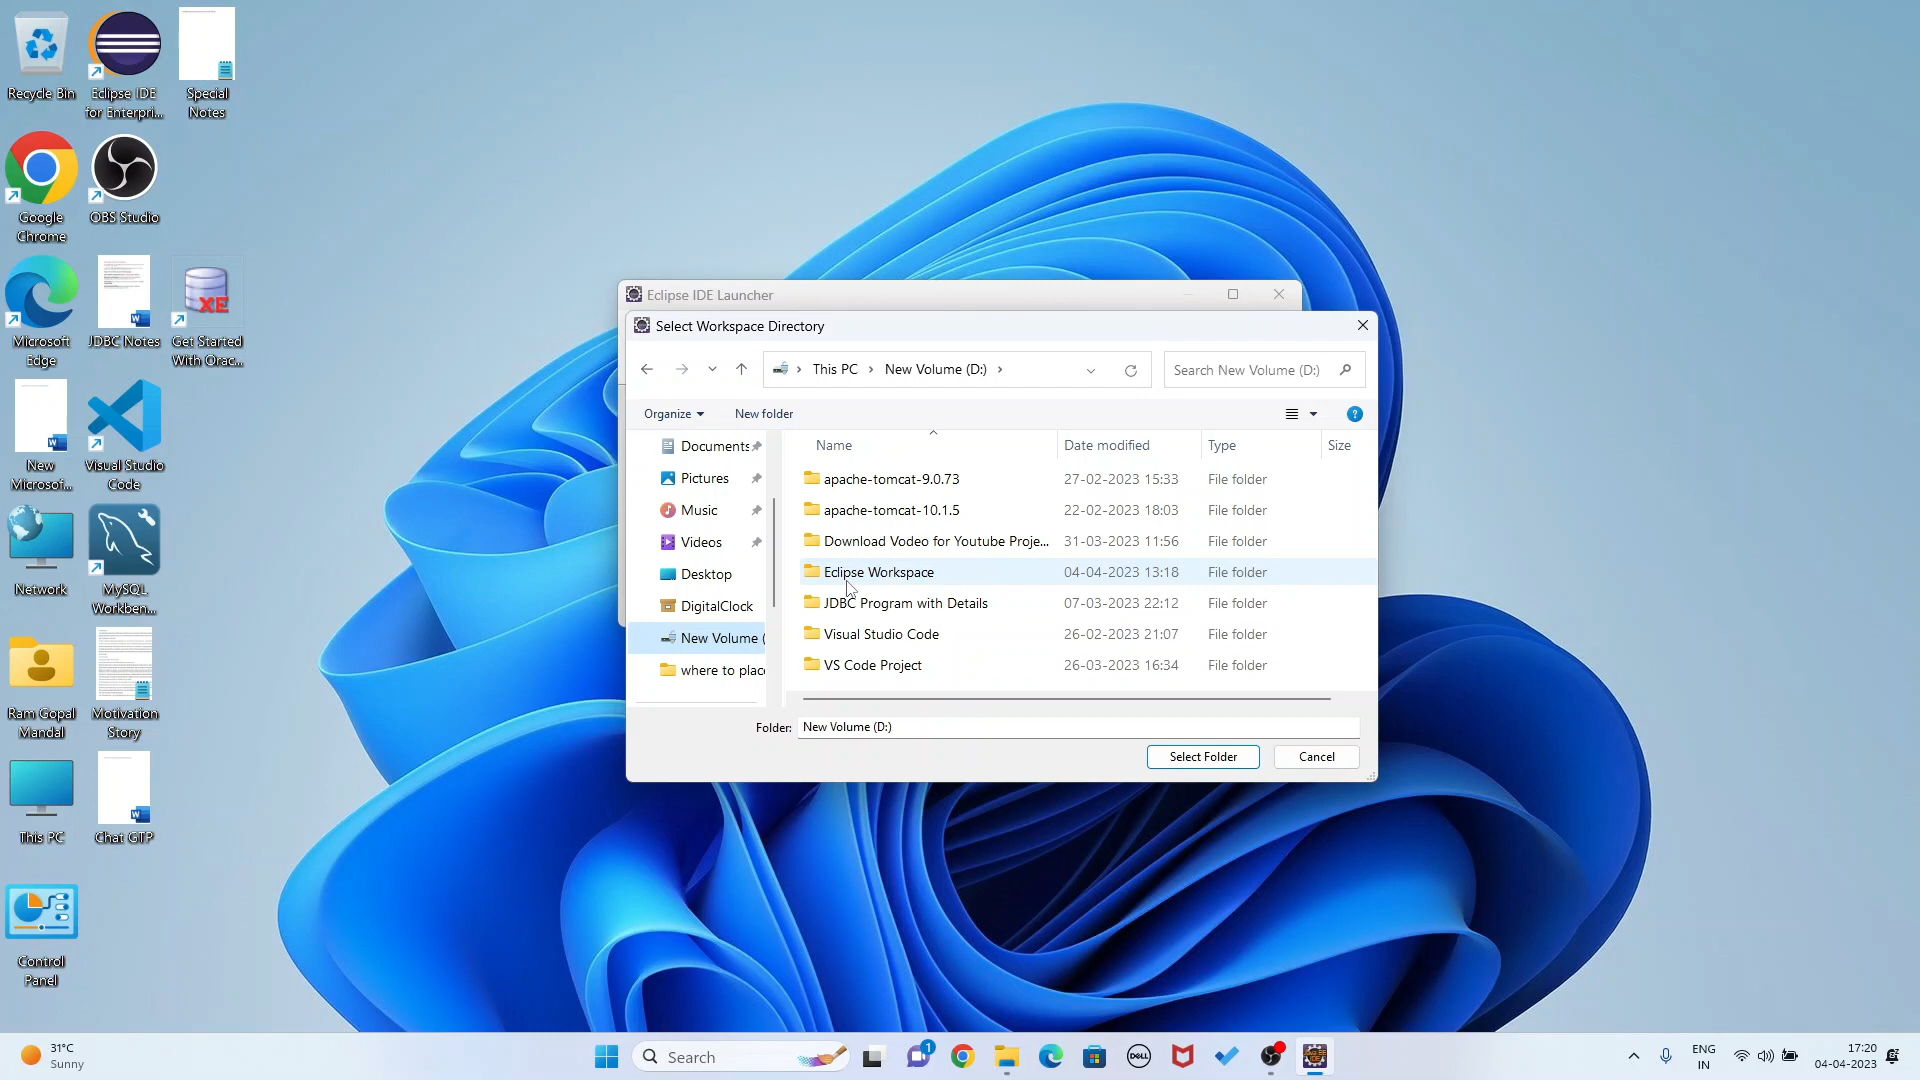 Recycle Bin
Eclipse IDE
for Enterpri...
Special
Notes
Google
Chrome
OBS Studio
Microsoft
Edge
JDBC Notes
Get Started
With Orac...
New
Microsof...
Visual Studio
Code
Network
MySQL
Workben...
Ram Gopal
Mandal
Motivation
Story
This PC
Chat GTP
Control
Panel
Eclipse IDE Launcher
Select Workspace Directory
This PC
New Volume (D:)
Search New Volume (D:)
Organize
New folder
Documents
Pictures
Music
Videos
Desktop
DigitalClock
New Volume (
where to place
Name Date modified Type Size
apache-tomcat-9.0.73 27-02-2023 15:33 File folder
apache-tomcat-10.1.5 22-02-2023 18:03 File folder
Download Vodeo for Youtube Proje... 31-03-2023 11:56 File folder
Eclipse Workspace 04-04-2023 13:18 File folder
JDBC Program with Details 07-03-2023 22:12 File folder
Visual Studio Code 26-02-2023 21:07 File folder
VS Code Project 26-03-2023 16:34 File folder
Folder: New Volume (D:)
Select Folder Cancel
31°C
Sunny
Search
1
DELL
ENG
IN
17:20
04-04-2023